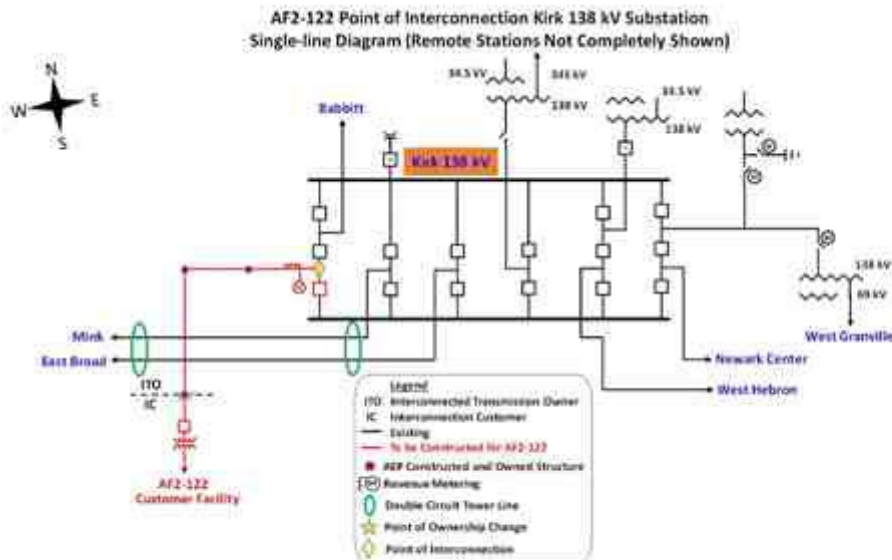 AF2-122 Point of Interconnection Kirk 138 kV Substation
Single-line Diagram (Remote Stations Not Completely Shown)
N
W E
S
34.5 kV
345 kV
138 kV
34.5 kV
138 kV
Babbitt
Kirk 138 kV
138 kV
69 kV
West Granville
Mink
East Broad
Newark Center
West Hebron
ITO
IC
AF2-122
Customer Facility
Legend
ITO Interconnected Transmission Owner
IC Interconnection Customer
Existing
To be Constructed for AF2-122
AEP Constructed and Owned Structure
Revenue Metering
Double Circuit Tower Line
Point of Ownership Change
Point of Interconnection